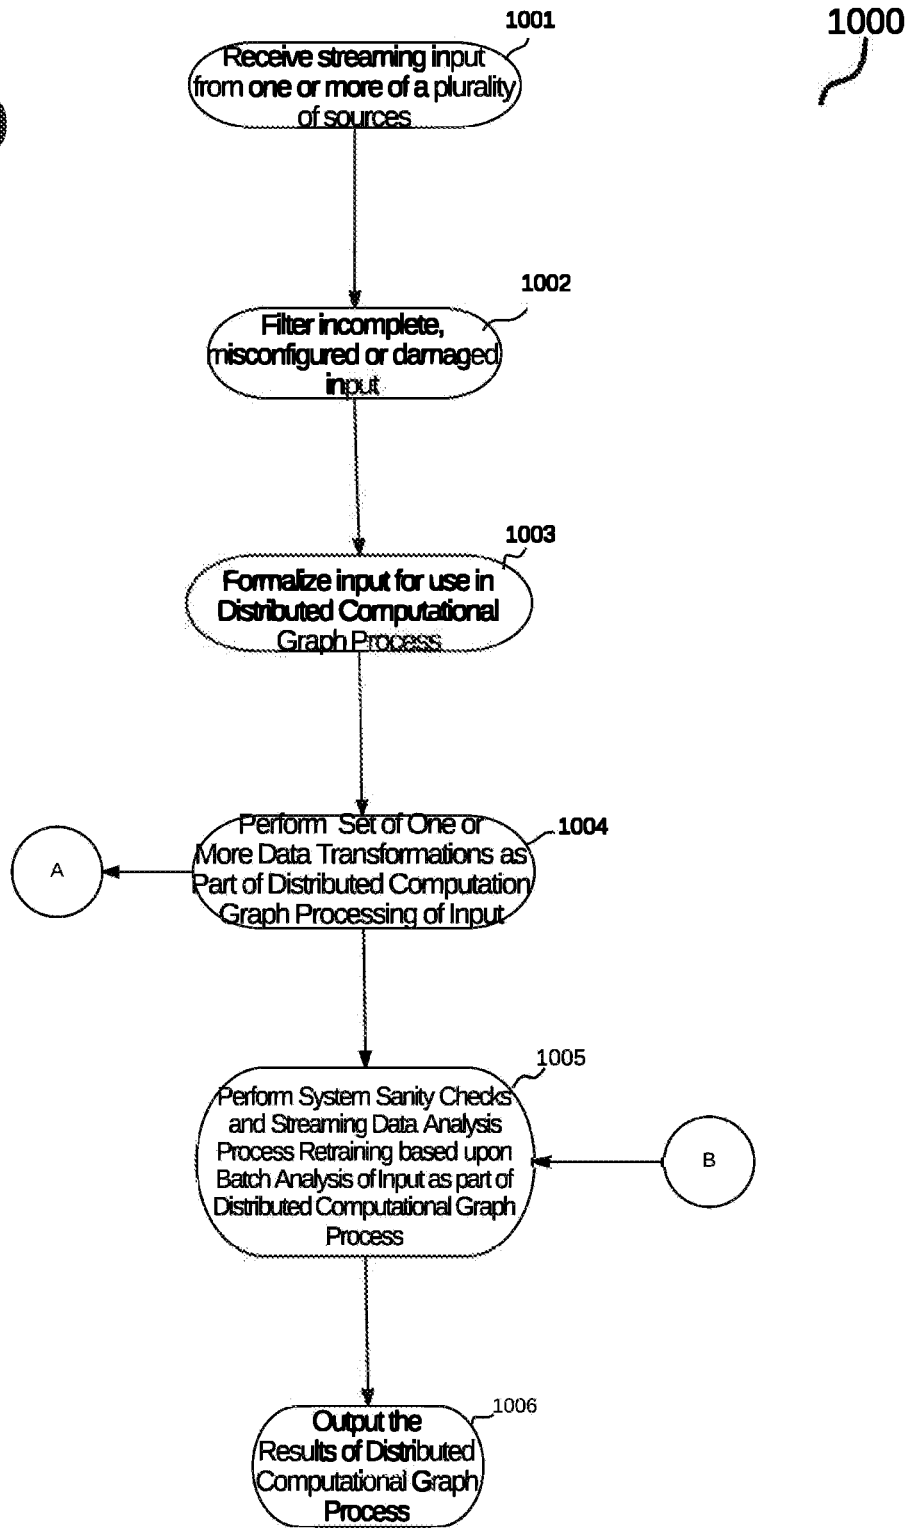 1000
1001
Receive streaming input
from one or more of a plurality
of sources
1002
Filter incomplete,
misconfigured or damaged
input
1003
Formalize input for use in
Distributed Computational
Graph Process
1004
Perform Set of One or
More Data Transformations as
Part of Distributed Computation
Graph Processing of Input
A
1005
Perform System Sanity Checks
and Streaming Data Analysis
Process Retraining based upon
Batch Analysis of Input as part of
Distributed Computational Graph
Process
B
1006
Output the
Results of Distributed
Computational Graph
Process